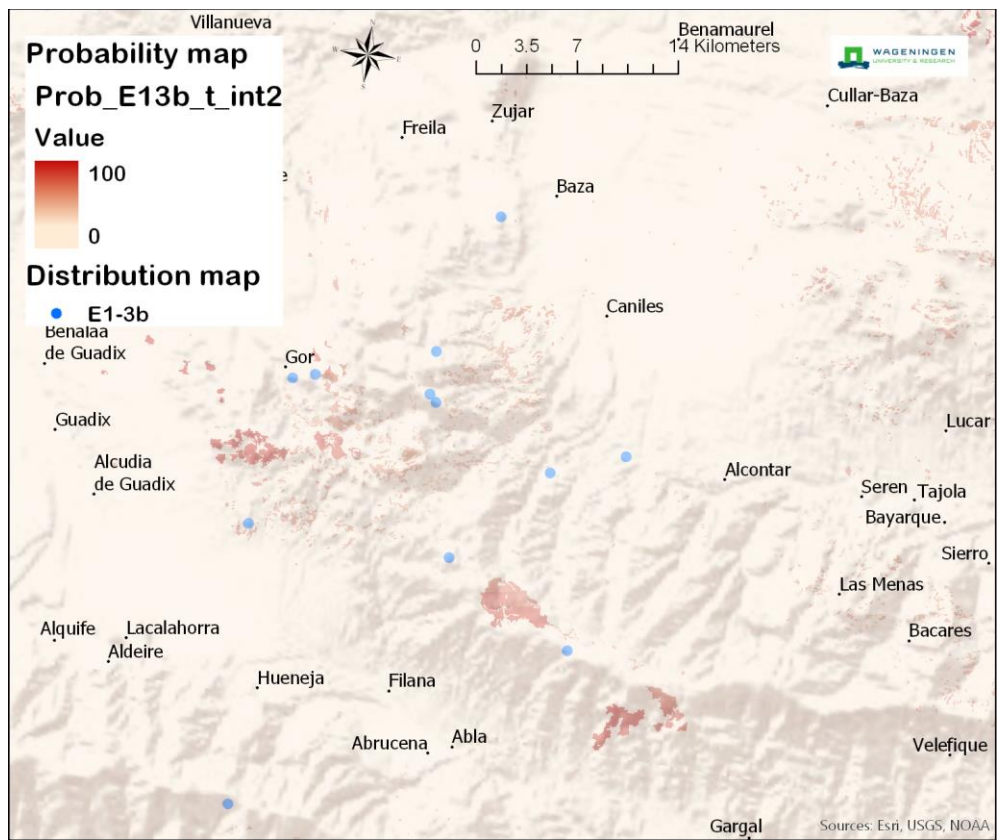 Villanueva
Benamaurel
Probability map
Prob_E13b_t_int2
Value
100
0
Distribution map
E1-3b
0 3.5 7 14 Kilometers
N
W
E
S
WAGENINGEN
UNIVERSITY & RESEARCH
Cullar-Baza
Zujar
Freila
e
Baza
Caniles
Benalaa
de Guadix
Gor
Guadix
Lucar
Alcudia
de Guadix
Alcontar
Seren
Tajola
Bayarque
Sierro
Las Menas
Alquife
Lacalahorra
Bacares
Aldeire
Hueneja
Filana
Abrucena
Abla
Velefique
Gargal
Sources: Esri, USGS, NOAA